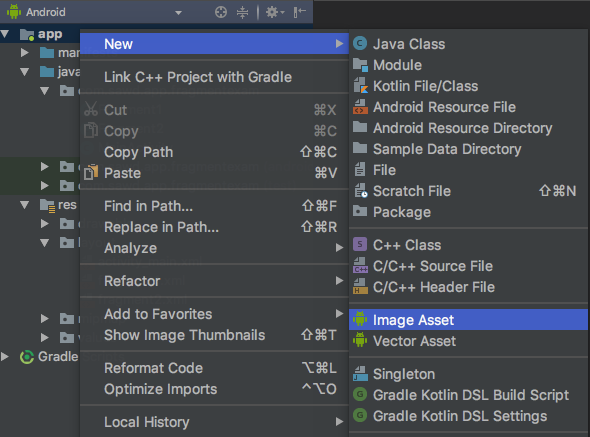 Android
app
mar
java
res
Gradle
New
Link C++ Project with Gradle
Cut ⌘X
Copy ⌘C
Copy Path ⇧⌘C
Paste ⌘V
Find in Path... ⇧⌘F
Replace in Path... ⇧⌘R
Analyze
Refactor
Add to Favorites
Show Image Thumbnails ⇧⌘T
Reformat Code ⌥⌘L
Optimize Imports ^⌥O
Local History
Java Class
Module
Kotlin File/Class
Android Resource File
Android Resource Directory
Sample Data Directory
File
Scratch File ⇧⌘N
Package
C++ Class
C/C++ Source File
C/C++ Header File
Image Asset
Vector Asset
Singleton
Gradle Kotlin DSL Build Script
Gradle Kotlin DSL Settings